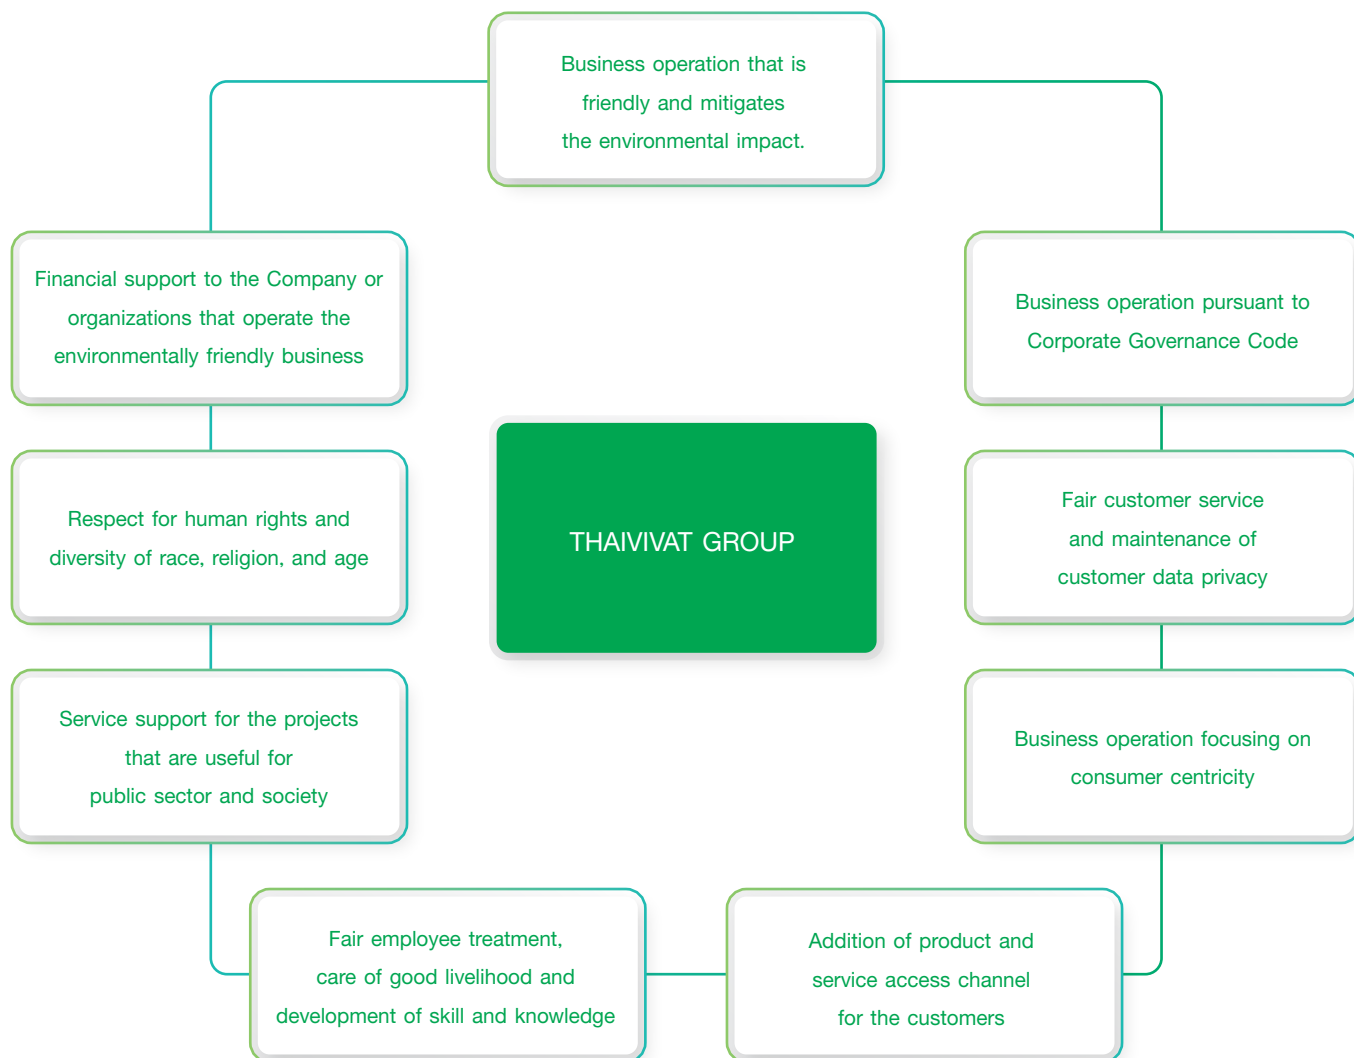 Business operation that is
friendly and mitigates
the environmental impact.
Financial support to the Company or
organizations that operate the
environmentally friendly business
Business operation pursuant to
Corporate Governance Code
Respect for human rights and
diversity of race, religion, and age
THAIVIVAT GROUP
Fair customer service
and maintenance of
customer data privacy
Service support for the projects
that are useful for
public sector and society
Business operation focusing on
consumer centricity
Fair employee treatment,
care of good livelihood and
development of skill and knowledge
Addition of product and
service access channel
for the customers